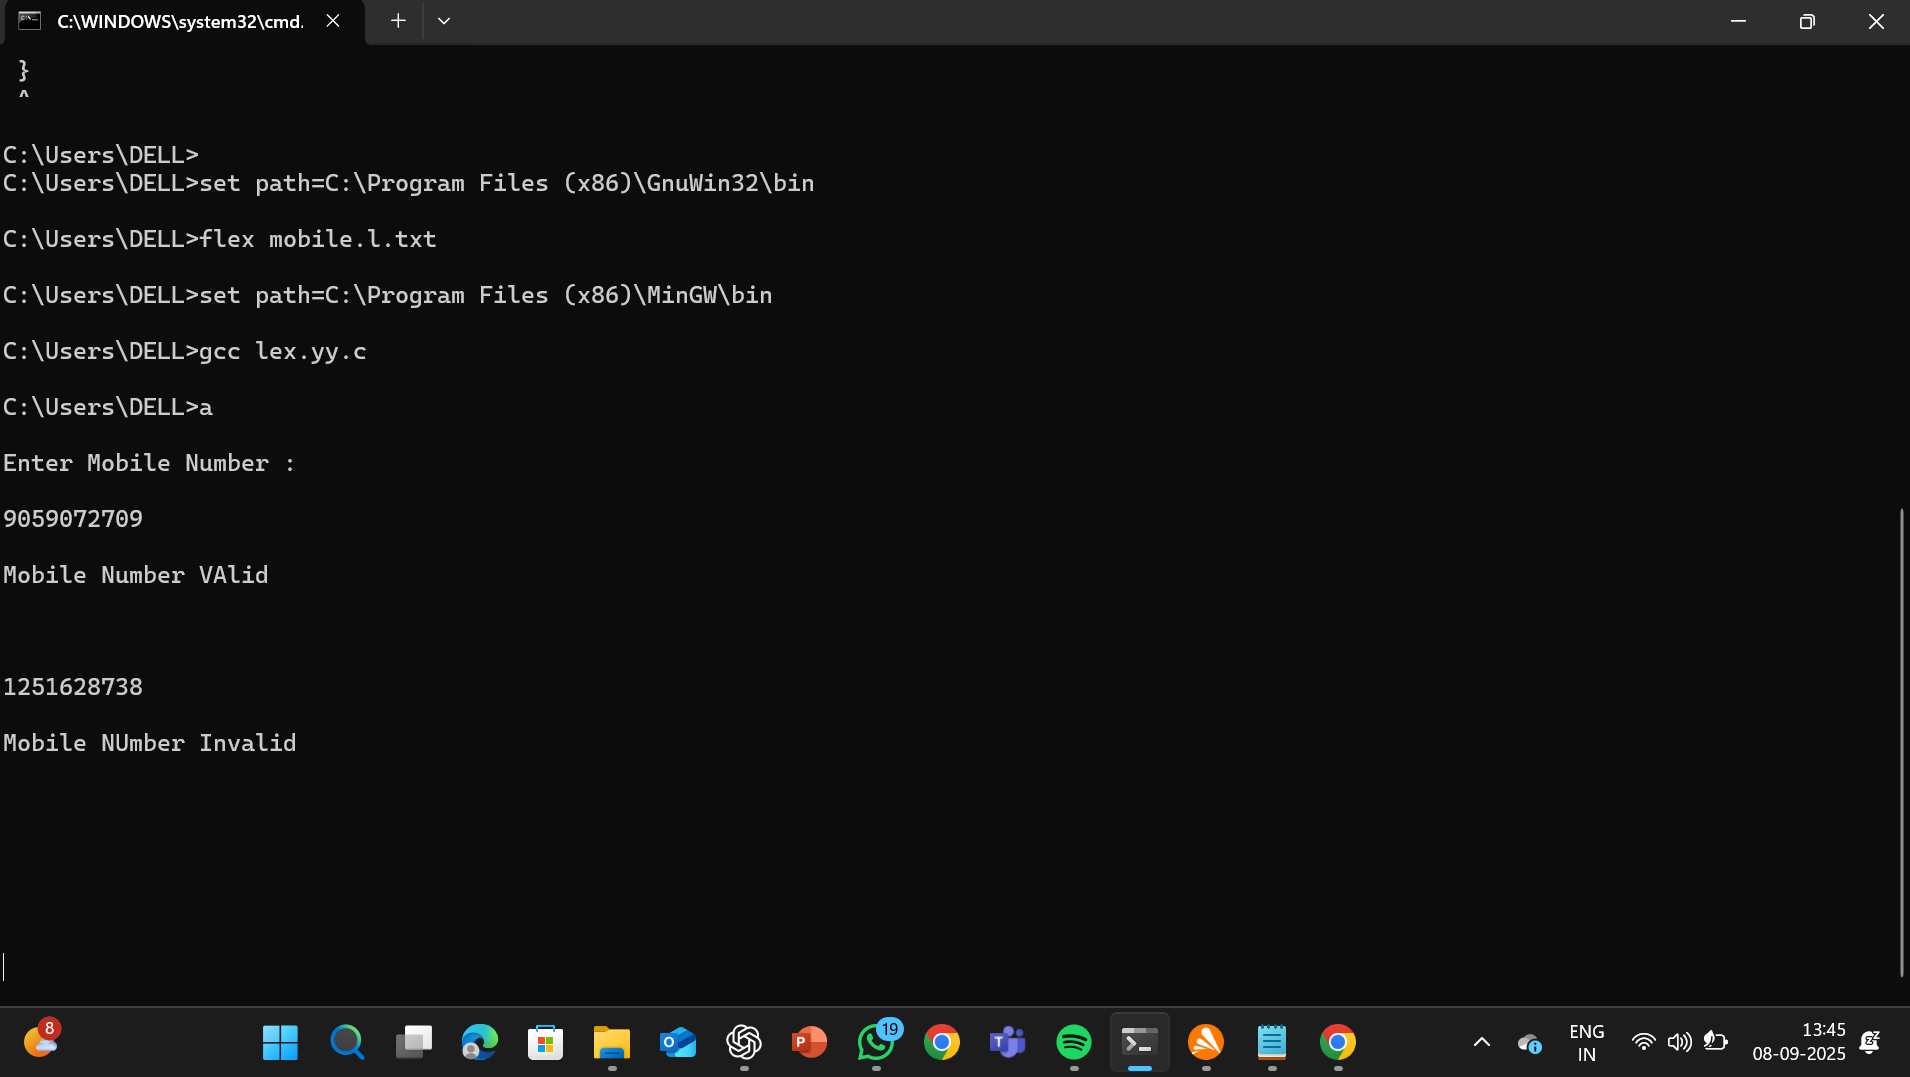 C:\WINDOWS\system32\cmd.
}
^
C:\Users\DELL>
C:\Users\DELL>set path=C:\Program Files (x86)\GnuWin32\bin
C:\Users\DELL>flex mobile.l.txt
C:\Users\DELL>set path=C:\Program Files (x86)\MinGW\bin
C:\Users\DELL>gcc lex.yy.c
C:\Users\DELL>a
Enter Mobile Number :
9059072709
Mobile Number VAlid
1251628738
Mobile NUmber Invalid
8
19
ENG
IN
13:45
08-09-2025